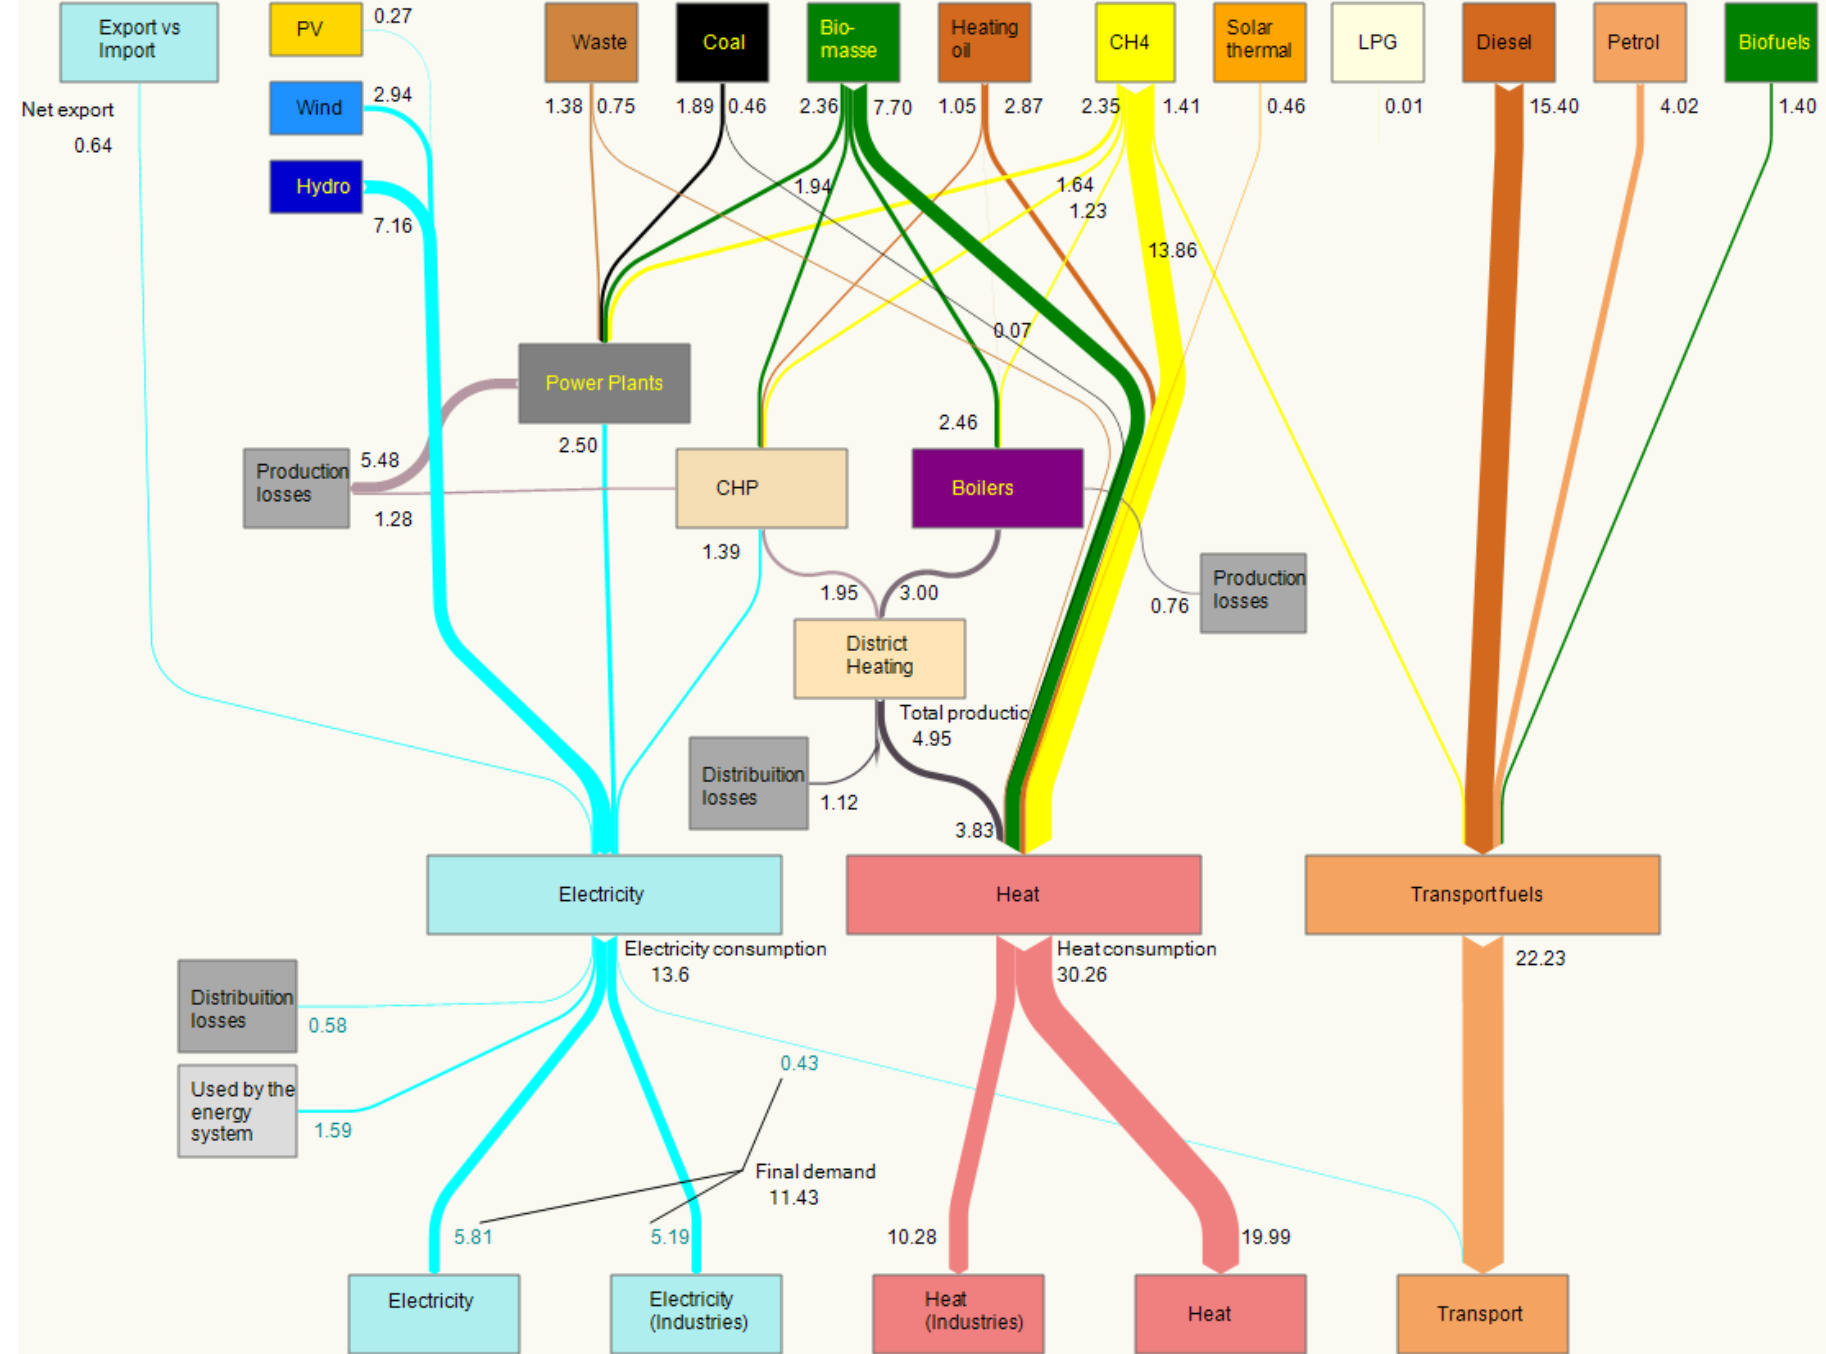 Export vs
Import
PV
0.27
Waste
Coal
Bio-
masse
Heating
oil
CH4
Solar
thermal
LPG
Diesel
Petrol
Biofuels
Wind
2.94
Net export
0.64
1.38
0.75
1.89
0.46
2.36
7.70
1.05
2.87
2.35
1.41
0.46
0.01
15.40
4.02
1.40
Hydro
7.16
1.94
1.64
1.23
13.86
0.07
Power Plants
2.50
2.46
Production
losses
5.48
1.28
CHP
Boilers
1.39
1.95
3.00
0.76
Production
losses
District
Heating
Total productio
4.95
Distribuition
losses
1.12
3.83
Electricity
Heat
Transport fuels
Electricity consumption
13.6
Heat consumption
30.26
22.23
Distribuition
losses
0.58
Used by the
energy
system
1.59
0.43
Final demand
11.43
5.81
5.19
10.28
19.99
Electricity
Electricity
(Industries)
Heat
(Industries)
Heat
Transport